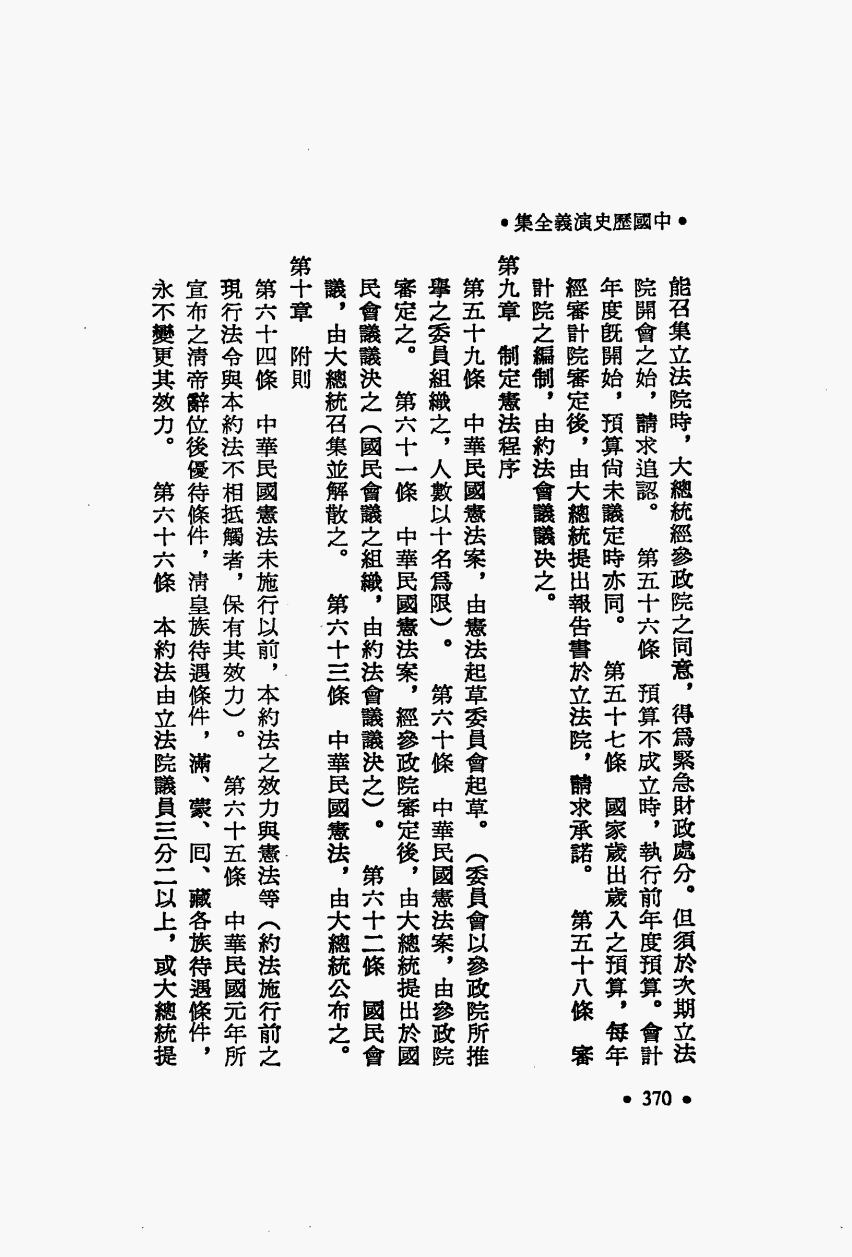 •中國歷史演義全集•
能召集立法院時，大總統經參政院之同意，得爲緊急財政處分。但須於次期立法
院開會之始，請求追認。　第五十六條　預算不成立時，執行前年度預算。會計
年度旣開始，預算尙未議定時亦同。　第五十七條　國家歲出歲入之預算，每年
經審計院審定後，由大總統提出報告書於立法院，請求承諾。　第五十八條　審
計院之編制，由約法會議議決之。
第九章　制定憲法程序
第五十九條　中華民國憲法案，由憲法起草委員會起草。（委員會以參政院所推
舉之委員組織之，人數以十名爲限）。　第六十條　中華民國憲法案，由參政院
審定之。　第六十一條　中華民國憲法案，經參政院審定後，由大總統提出於國
民會議議決之（國民會議之組織，由約法會議議決之）。　第六十二條　國民會
議，由大總統召集並解散之。　第六十三條　中華民國憲法，由大總統公布之。
第十章　附則
第六十四條　中華民國憲法未施行以前，本約法之效力與憲法等（約法施行前之
現行法令與本約法不相抵觸者，保有其效力）。　第六十五條　中華民國元年所
宣布之淸帝辭位後優待條件，淸皇族待遇條件，滿、蒙、回、藏各族待遇條件，
永不變更其效力。　第六十六條　本約法由立法院議員三分二以上，或大總統提
• 370 •